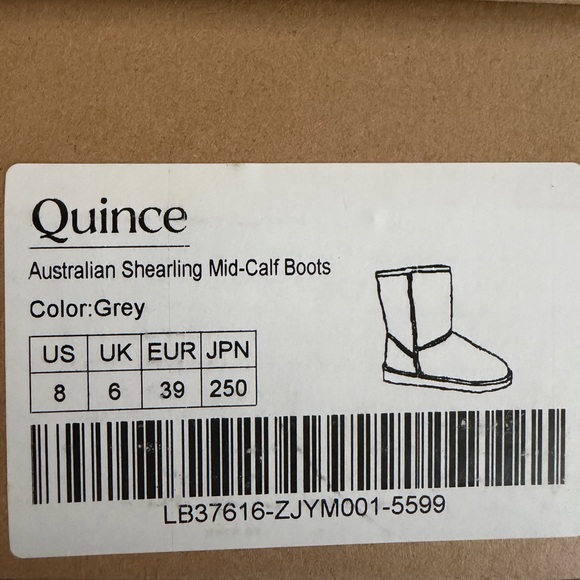 Quince
Australian Shearling Mid-Calf Boots
Color:Grey
US UK EUR JPN
8 6 39 250
LB37616-ZJYM001-5599